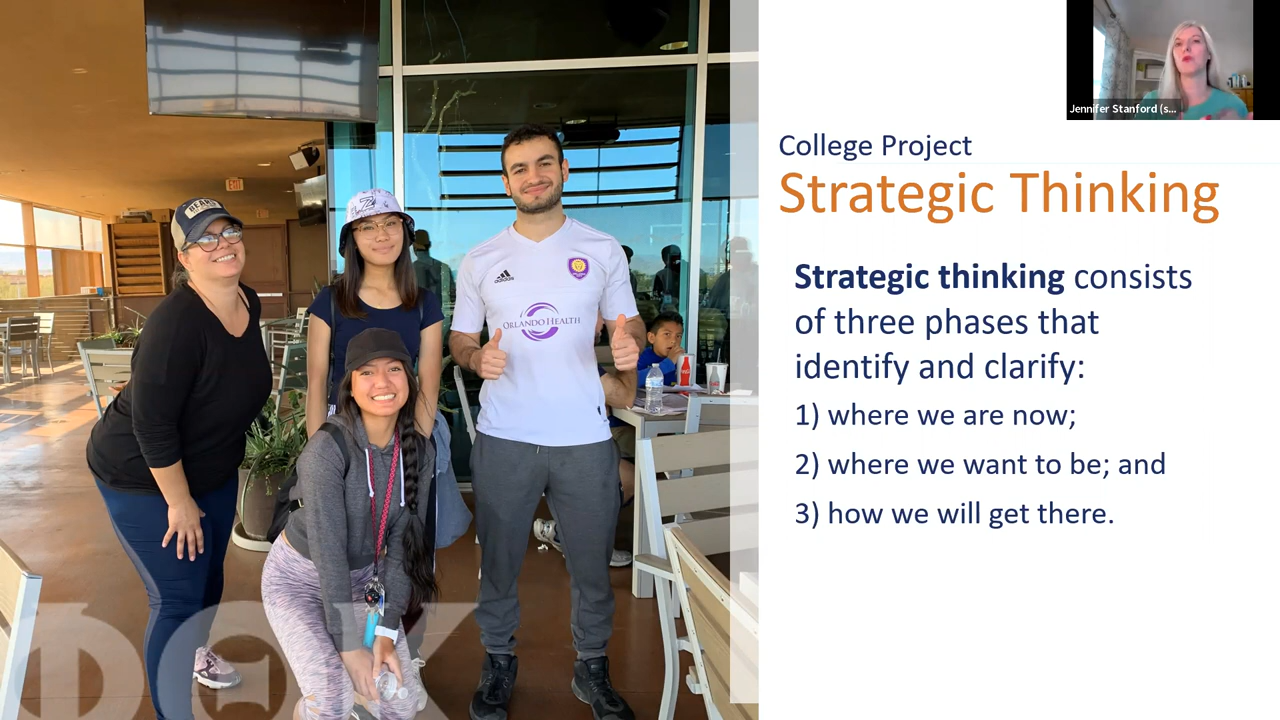 Jennifer Stanford (s...
College Project
Strategic Thinking
Strategic thinking consists
of three phases that
identify and clarify:
1) where we are now;
2) where we want to be; and
3) how we will get there.
BEARS
Z
EXIT
adidas
ORLANDO HEALTH
ΦΘΚ